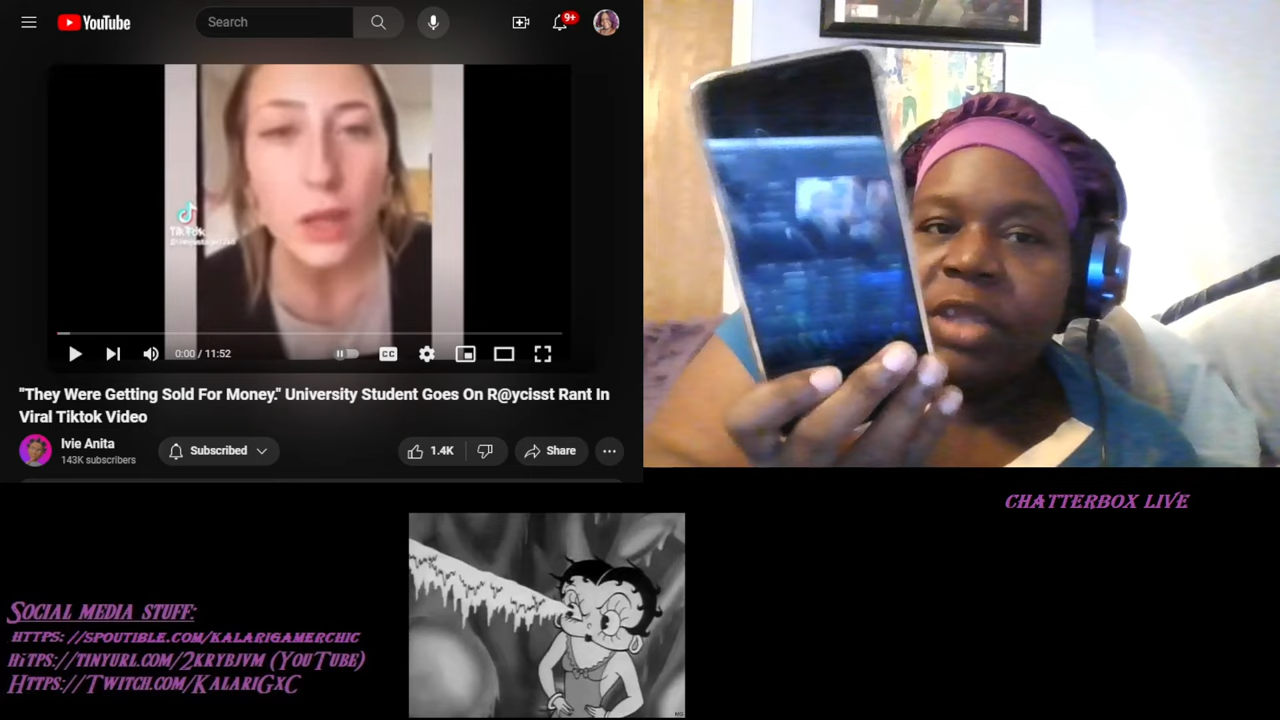 YouTube
Search
9+
TikTok
0:00 / 11:52
CC
"They Were Getting Sold For Money." University Student Goes On R@ycisst Rant In
Viral Tiktok Video
Ivie Anita
143K subscribers
Subscribed
1.4K
Share
CHATTERBOX LIVE
SOCIAL MEDIA STUFF:
HTTPS://SPOUTIBLE.COM/KALARIGAMERCHIC
HTTPS://TINYURL.COM/2KRYBJVM (YOUTUBE)
HTTPS://TWITCH.COM/KALARIGXC